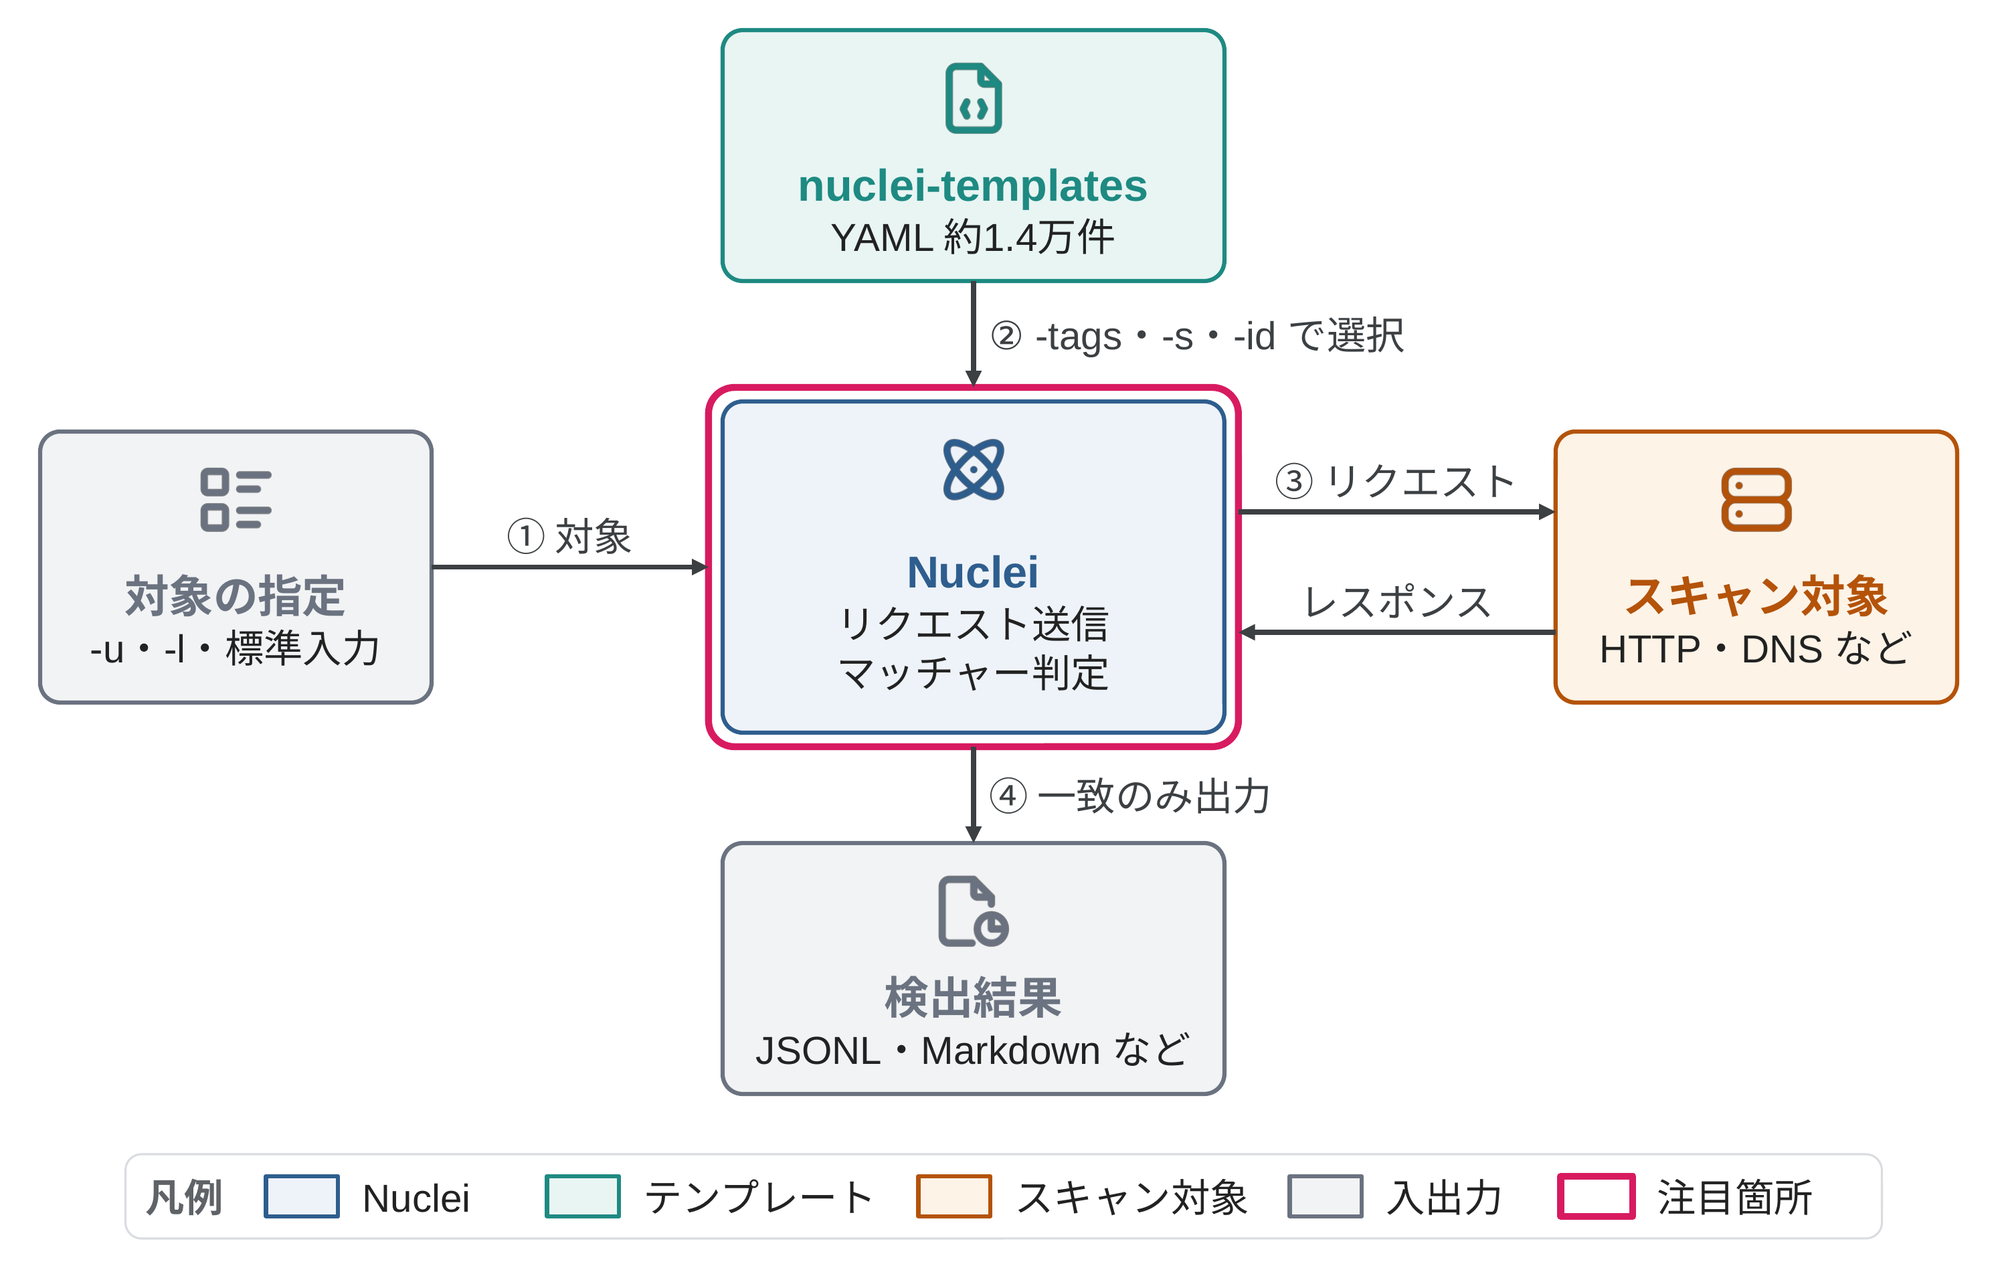 nuclei-templates
YAML 約1.4万件
② -tags・-s・-id で選択
対象の指定
-u・-l・標準入力
① 対象
Nuclei
リクエスト送信
マッチャー判定
③ リクエスト
レスポンス
スキャン対象
HTTP・DNS など
④ 一致のみ出力
検出結果
JSONL・Markdown など
凡例 Nuclei テンプレート スキャン対象 入出力 注目箇所